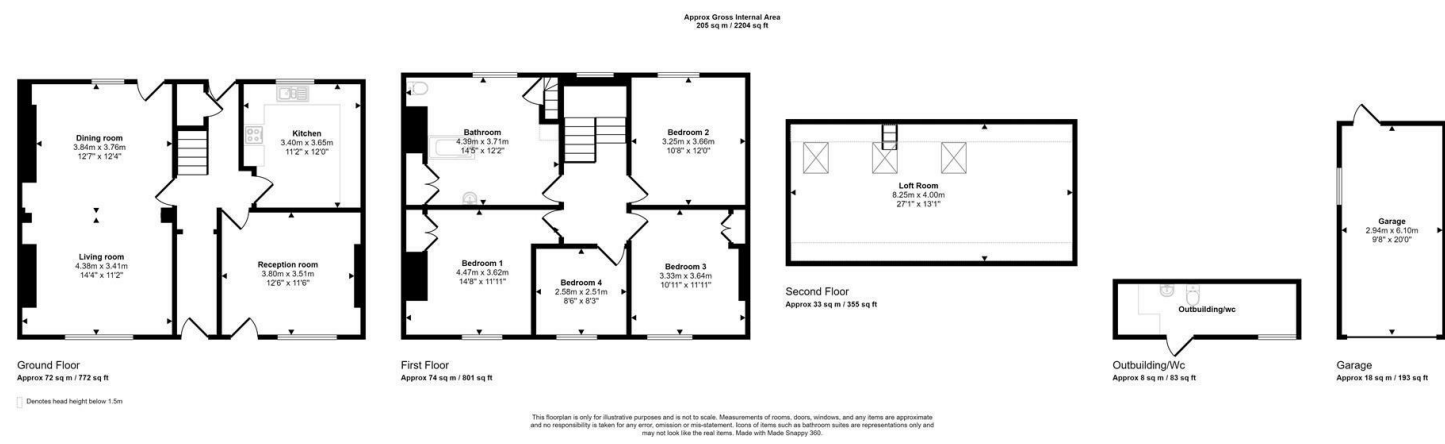 Approx Gross Internal Area
205 sq m / 2204 sq ft
Dining room
3.84m x 3.76m
12'7" x 12'4"
Living room
4.38m x 3.41m
14'4" x 11'2"
Kitchen
3.40m x 3.65m
11'2" x 12'0"
Reception room
3.80m x 3.51m
12'6" x 11'6"
Ground Floor
Approx 72 sq m / 772 sq ft
Denotes head height below 1.5m
Bathroom
4.39m x 3.71m
14'5" x 12'2"
Bedroom 2
3.25m x 3.66m
10'8" x 12'0"
Bedroom 1
4.47m x 3.62m
14'8" x 11'11"
Bedroom 4
2.58m x 2.51m
8'6" x 8'3"
Bedroom 3
3.33m x 3.64m
10'11" x 11'11"
First Floor
Approx 74 sq m / 801 sq ft
Loft Room
8.25m x 4.00m
27'1" x 13'1"
Second Floor
Approx 33 sq m / 355 sq ft
Outbuilding/wc
Outbuilding/Wc
Approx 8 sq m / 83 sq ft
Garage
2.94m x 6.10m
9'8" x 20'0"
Garage
Approx 18 sq m / 193 sq ft
This floorplan is only for illustrative purposes and is not to scale. Measurements of rooms, doors, windows, and any items are approximate
and no responsibility is taken for any error, omission or mis-statement. Icons of items such as bathroom suites are representations only and
may not look like the real items. Made with Made Snappy 360.